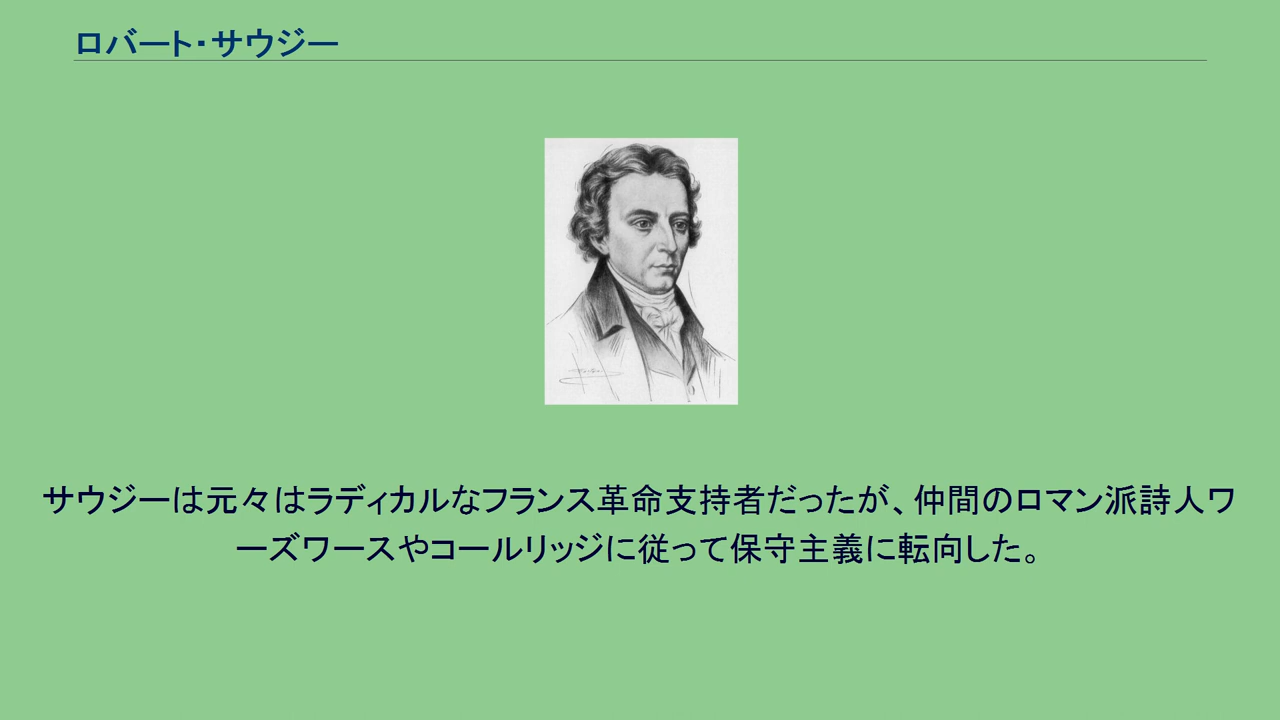 ロバート・サウジー
サウジーは元々はラディカルなフランス革命支持者だったが、仲間のロマン派詩人ワ
ーズワースやコールリッジに従って保守主義に転向した。